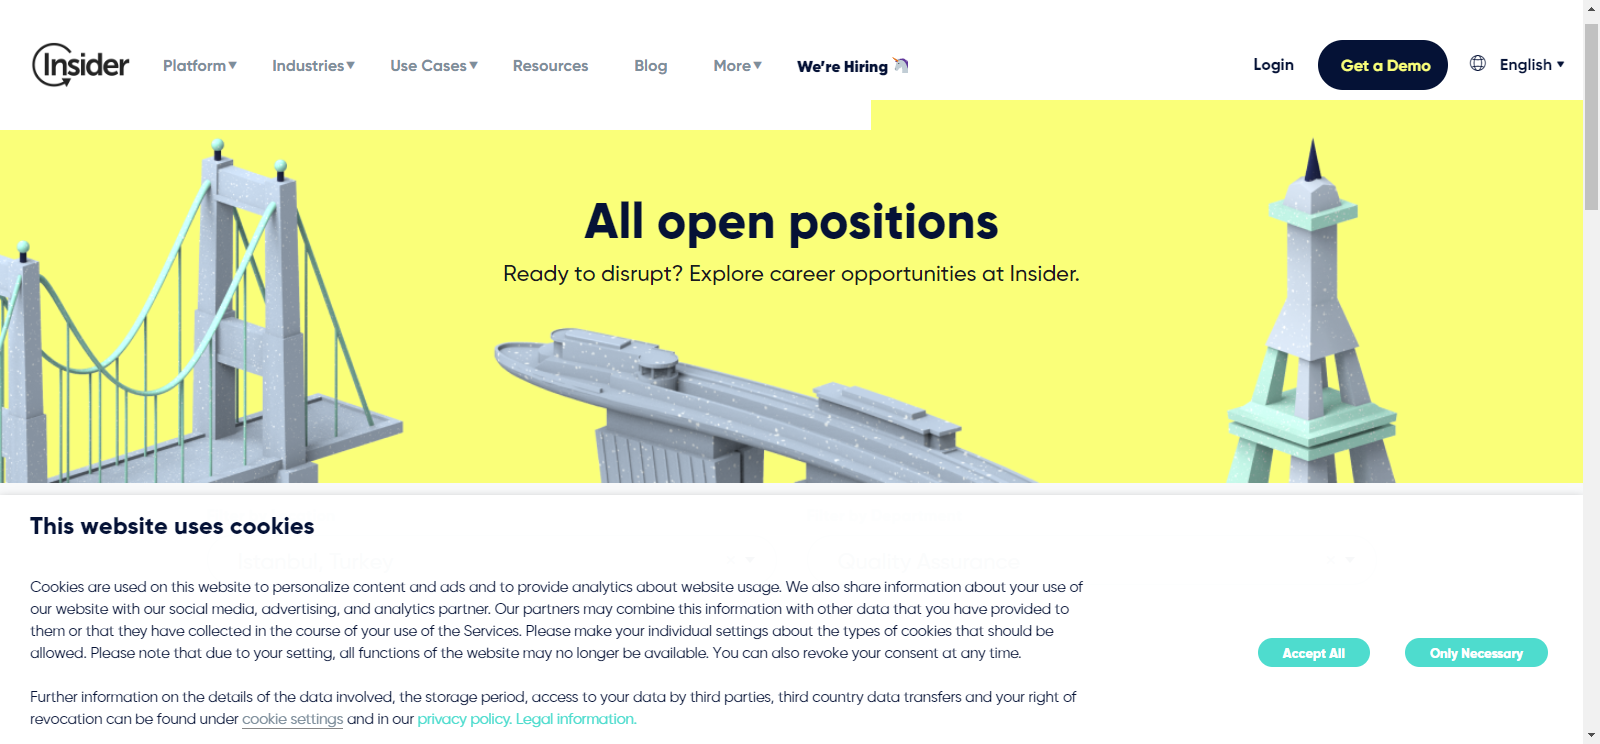 Insider
Platform▼ Industries▼ Use Cases▼ Resources Blog More▼ We're Hiring 🦄 Login Get a Demo English ▼
All open positions
Ready to disrupt? Explore career opportunities at Insider.
This website uses cookies
Istanbul, Turkey Quality Assurance
Cookies are used on this website to personalize content and ads and to provide analytics about website usage. We also share information about your use of
our website with our social media, advertising, and analytics partner. Our partners may combine this information with other data that you have provided to
them or that they have collected in the course of your use of the Services. Please make your individual settings about the types of cookies that should be
allowed. Please note that due to your setting, all functions of the website may no longer be available. You can also revoke your consent at any time.
Accept All Only Necessary
Further information on the details of the data involved, the storage period, access to your data by third parties, third country data transfers and your right of
revocation can be found under cookie settings and in our privacy policy. Legal information.